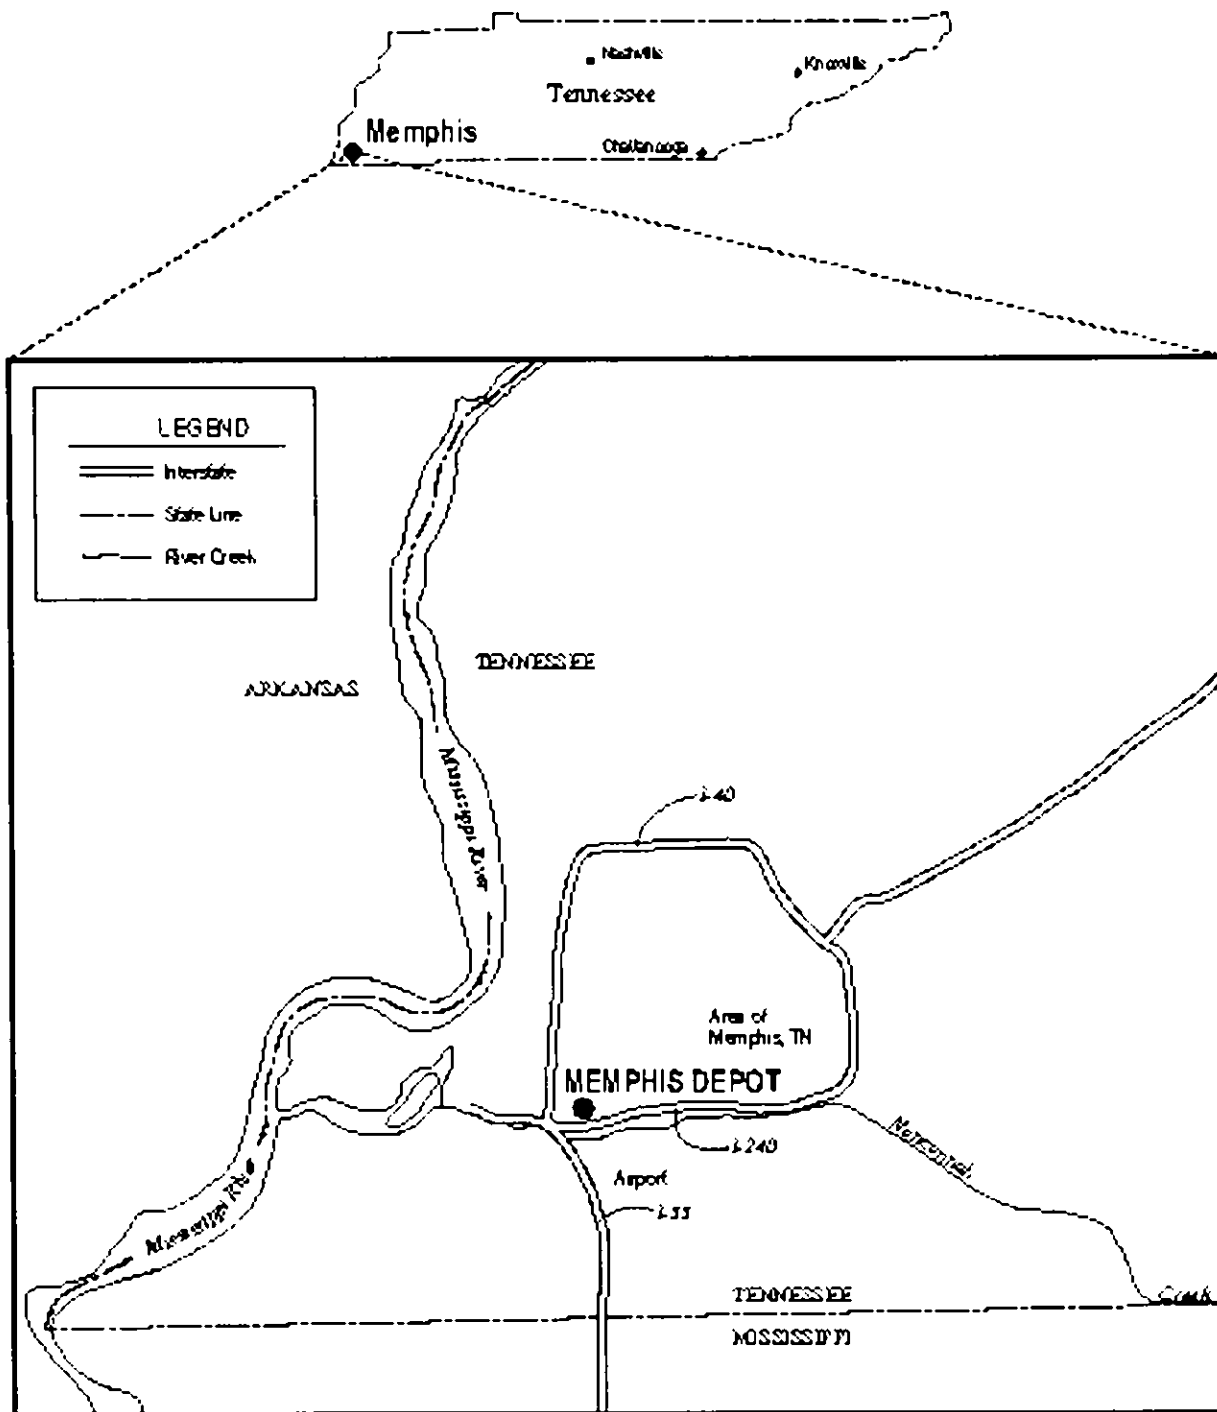 Nashville
Knoxville
Tennessee
Memphis
Chattanooga
LEGEND
Interstate
State Line
River Creek
TENNESSEE
ARKANSAS
Mississippi River
I-40
Area of
Memphis, TN
MEMPHIS DEPOT
I-240
Nonconnah
Airport
I-55
Mississippi Riv
TENNESSEE
Creek
MISSISSIPPI